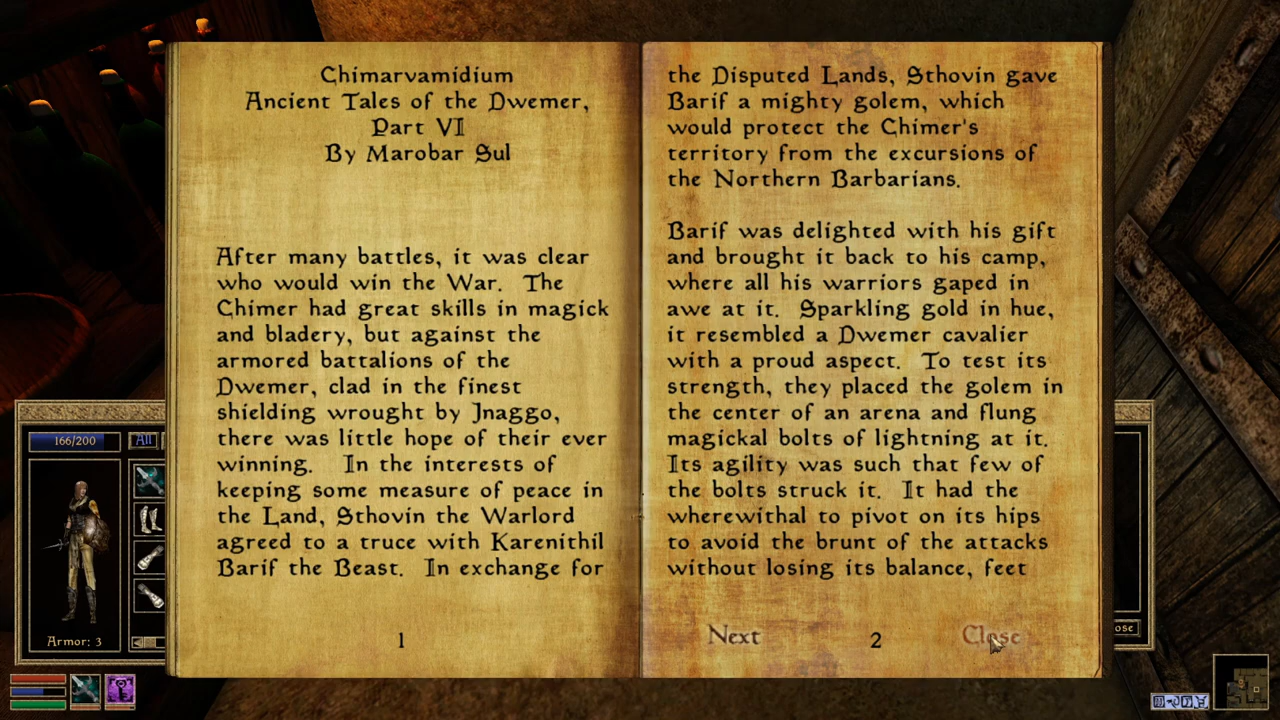 Chimarvamidium
Ancient Tales of the Dwemer,
Part VI
By Marobar Sul
After many battles, it was clear
who would win the War. The
Chimer had great skills in magick
and bladery, but against the
armored battalions of the
Dwemer, clad in the finest
shielding wrought by Jnaggo,
there was little hope of their ever
winning. In the interests of
keeping some measure of peace in
the Land, Sthovin the Warlord
agreed to a truce with Karenithil
Barif the Beast. In exchange for
1
the Disputed Lands, Sthovin gave
Barif a mighty golem, which
would protect the Chimer's
territory from the excursions of
the Northern Barbarians.
Barif was delighted with his gift
and brought it back to his camp,
where all his warriors gaped in
awe at it. Sparkling gold in hue,
it resembled a Dwemer cavalier
with a proud aspect. To test its
strength, they placed the golem in
the center of an arena and flung
magickal bolts of lightning at it.
Its agility was such that few of
the bolts struck it. It had the
wherewithal to pivot on its hips
to avoid the brunt of the attacks
without losing its balance, feet
Next 2 Close
166/200
All
Armor: 3
ose